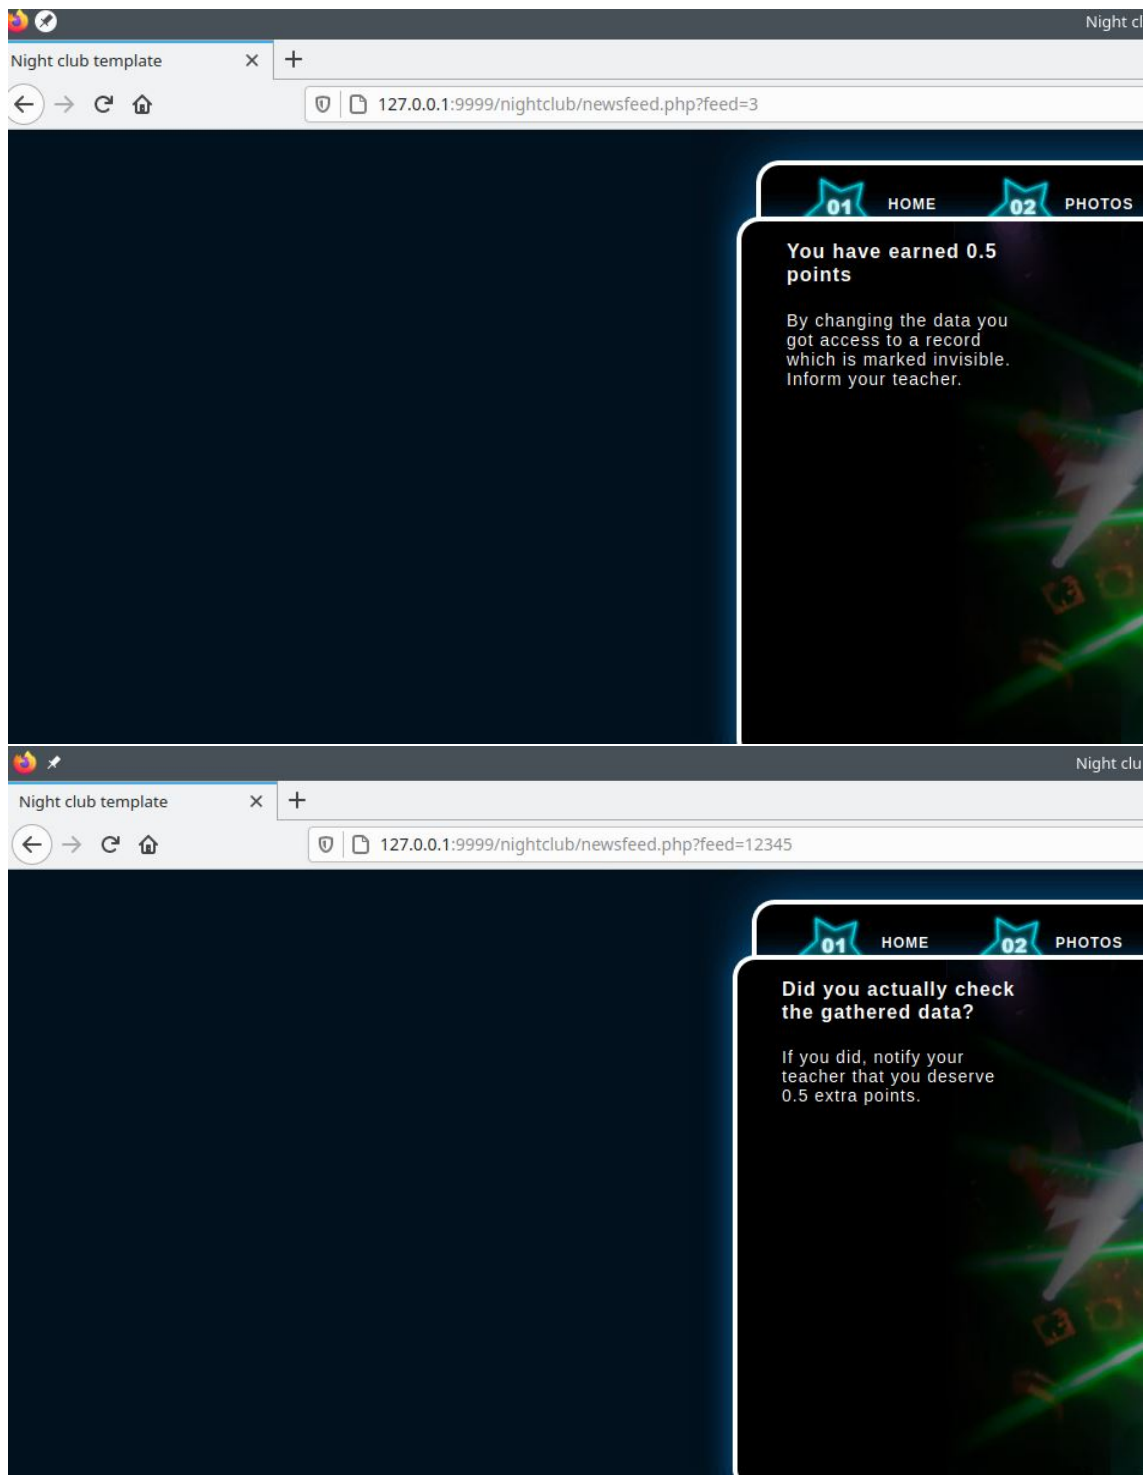 Night cl
Night club template
127.0.0.1:9999/nightclub/newsfeed.php?feed=3
01 HOME 02 PHOTOS
You have earned 0.5
points
By changing the data you
got access to a record
which is marked invisible.
Inform your teacher.
Night clu
Night club template
127.0.0.1:9999/nightclub/newsfeed.php?feed=12345
01 HOME 02 PHOTOS
Did you actually check
the gathered data?
If you did, notify your
teacher that you deserve
0.5 extra points.